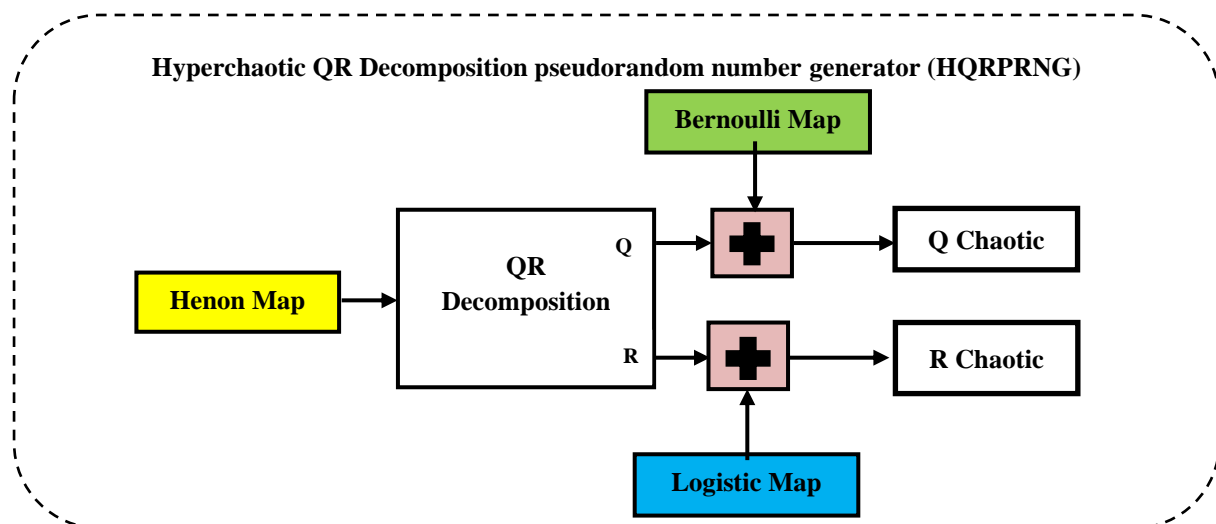 Hyperchaotic QR Decomposition pseudorandom number generator (HQRPRNG)
Bernoulli Map
Q
Q Chaotic
QR
Decomposition
Henon Map
R
R Chaotic
Logistic Map